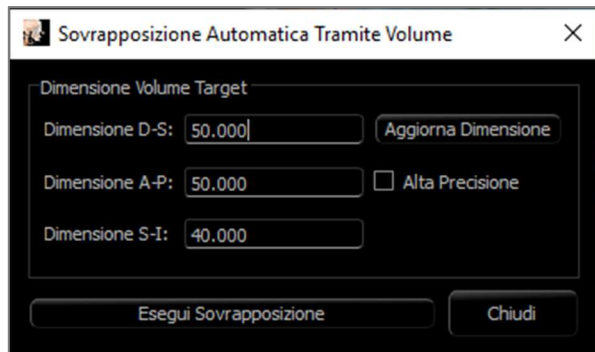 Sovrapposizione Automatica Tramite Volume
Dimensione Volume Target
Dimensione D-S: 50.000 Aggiorna Dimensione
Dimensione A-P: 50.000 Alta Precisione
Dimensione S-I: 40.000
Esegui Sovrapposizione Chiudi